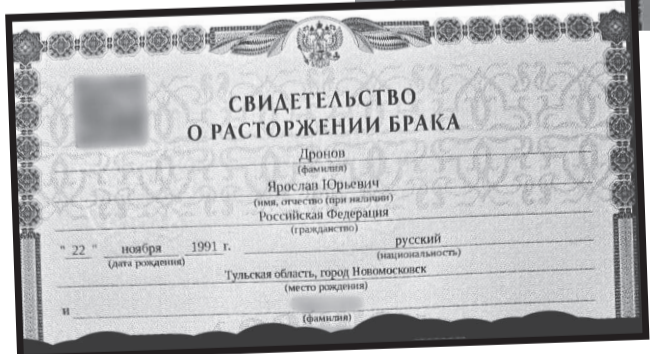 СВИДЕТЕЛЬСТВО
О РАСТОРЖЕНИИ БРАКА
Дронов
(фамилия)
Ярослав Юрьевич
(имя, отчество (при наличии)
Российская Федерация
(гражданство)
" 22 " ноября 1991 г. русский
(дата рождения) (национальность)
Тульская область, город Новомосковск
(место рождения)
и
(фамилия)